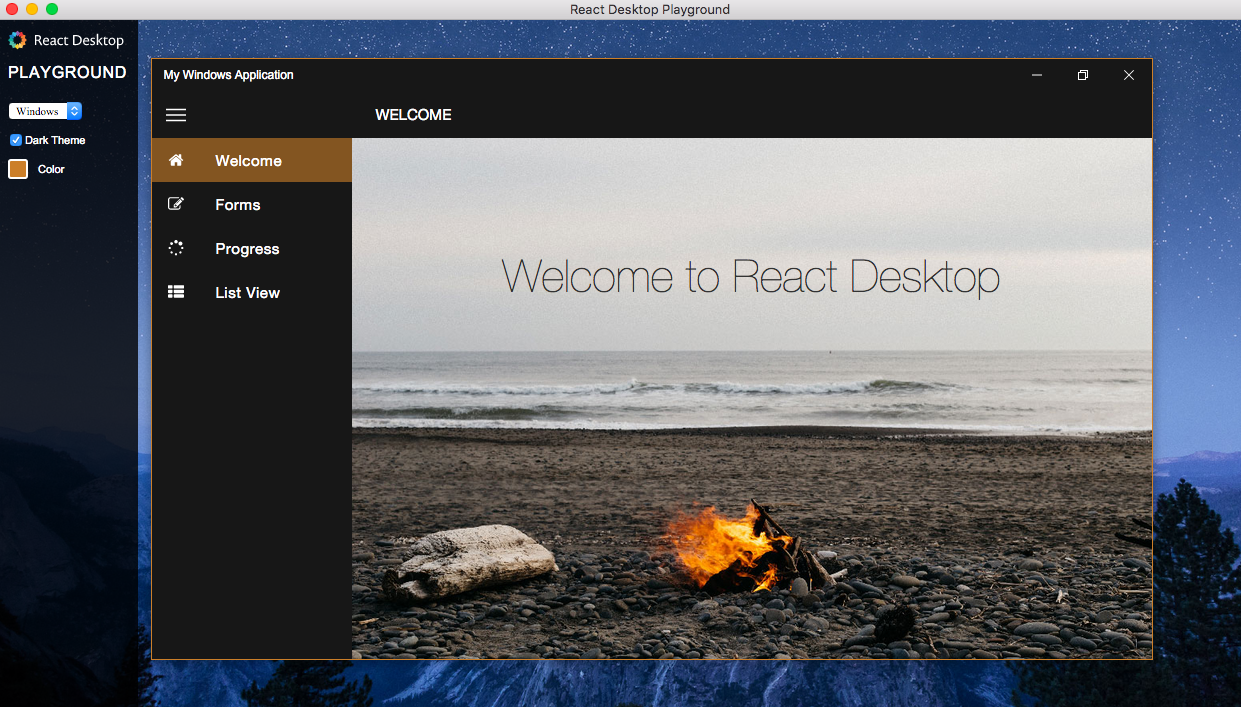 React Desktop Playground
React Desktop
PLAYGROUND
Windows
Dark Theme
Color
My Windows Application
WELCOME
Welcome
Forms
Progress
List View
Welcome to React Desktop